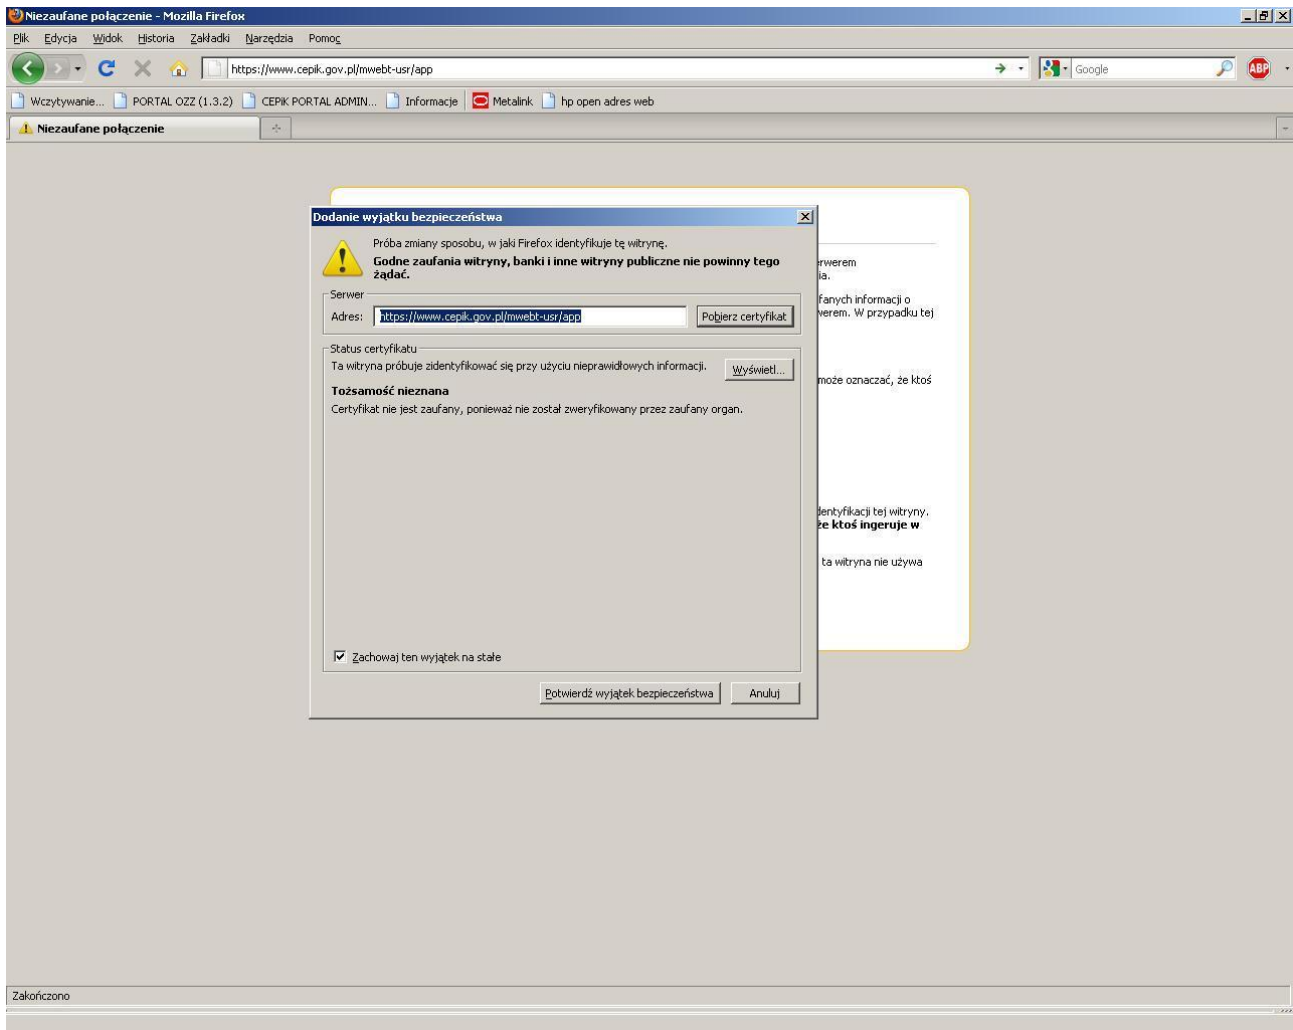 Niezaufane połączenie - Mozilla Firefox
Plik Edycja Widok Historia Zakładki Narzędzia Pomoc
https://www.cepik.gov.pl/mwebt-usr/app Google ABP
Wczytywanie... PORTAL OZZ (1.3.2) CEPiK PORTAL ADMIN... Informacje Metalink hp open adres web
Niezaufane połączenie
Dodanie wyjątku bezpieczeństwa
Próba zmiany sposobu, w jaki Firefox identyfikuje tę witrynę.
Godne zaufania witryny, banki i inne witryny publiczne nie powinny tego
żądać.
Serwer
Adres: https://www.cepik.gov.pl/mwebt-usr/app Pobierz certyfikat
Status certyfikatu
Ta witryna próbuje zidentyfikować się przy użyciu nieprawidłowych informacji. Wyświetl...
Tożsamość nieznana
Certyfikat nie jest zaufany, ponieważ nie został zweryfikowany przez zaufany organ.
Zachowaj ten wyjątek na stałe
Potwierdź wyjątek bezpieczeństwa Anuluj
erwerem
ia.
fanych informacji o
werem. W przypadku tej
może oznaczać, że ktoś
dentyfikacji tej witryny.
że ktoś ingeruje w
ta witryna nie używa
Zakończono